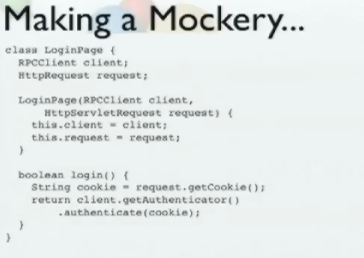 Making a Mockery...
class LoginPage {
  RPCClient client;
  HttpRequest request;

  LoginPage(RPCClient client,
      HttpServletRequest request) {
    this.client = client;
    this.request = request;
  }

  boolean login() {
    String cookie = request.getCookie();
    return client.getAuthenticator()
        .authenticate(cookie);
  }
}